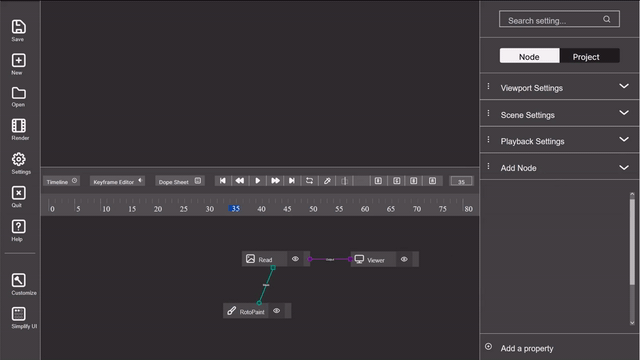 Save
New
Open
Render
Settings
Quit
Help
Customize
Simplify UI
Timeline
Keyframe Editor
Dope Sheet
35
0 5 10 15 20 25 30 35 40 45 50 55 60 65 70 75 80
Read
Viewer
RotoPaint
Search setting...
Node Project
Viewport Settings
Scene Settings
Playback Settings
Add Node
Add a property